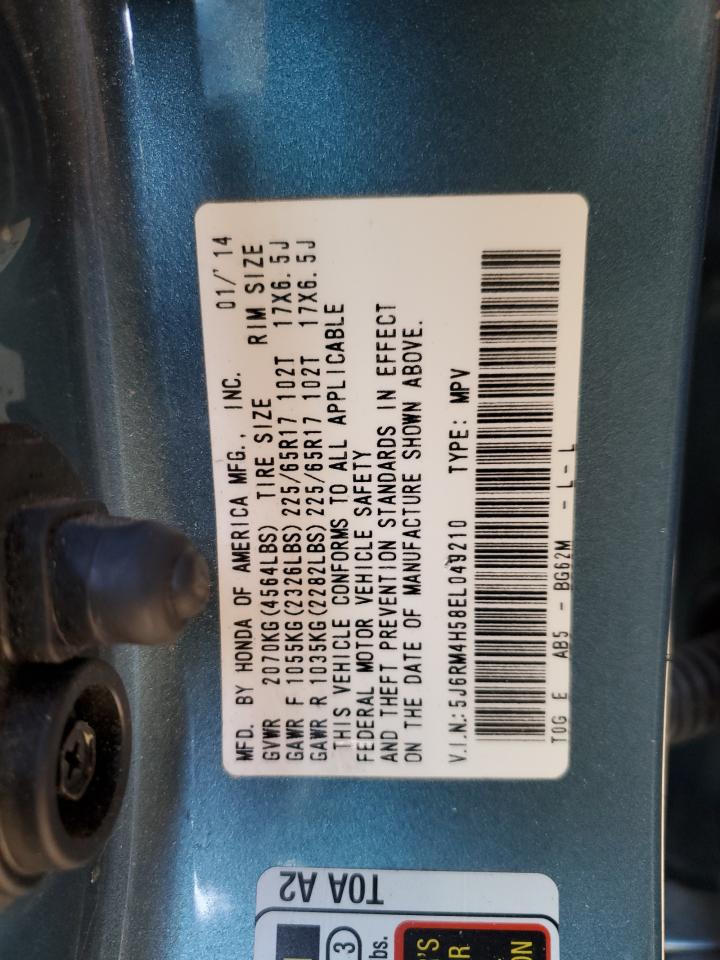 MFD. BY HONDA OF AMERICA MFG., INC. 01/'14
GVWR 2070KG(4564LBS) TIRE SIZE RIM SIZE
GAWR F 1055KG(2326LBS) 225/65R17 102T 17X6.5J
GAWR R 1035KG(2282LBS) 225/65R17 102T 17X6.5J
THIS VEHICLE CONFORMS TO ALL APPLICABLE
FEDERAL MOTOR VEHICLE SAFETY
AND THEFT PREVENTION STANDARDS IN EFFECT
ON THE DATE OF MANUFACTURE SHOWN ABOVE.
V.I.N.: 5J6RM4H58EL049210 TYPE: MPV
T0G E AB5 - BG62M - L - L
T0A A2
3
bs.
'S
R
ON